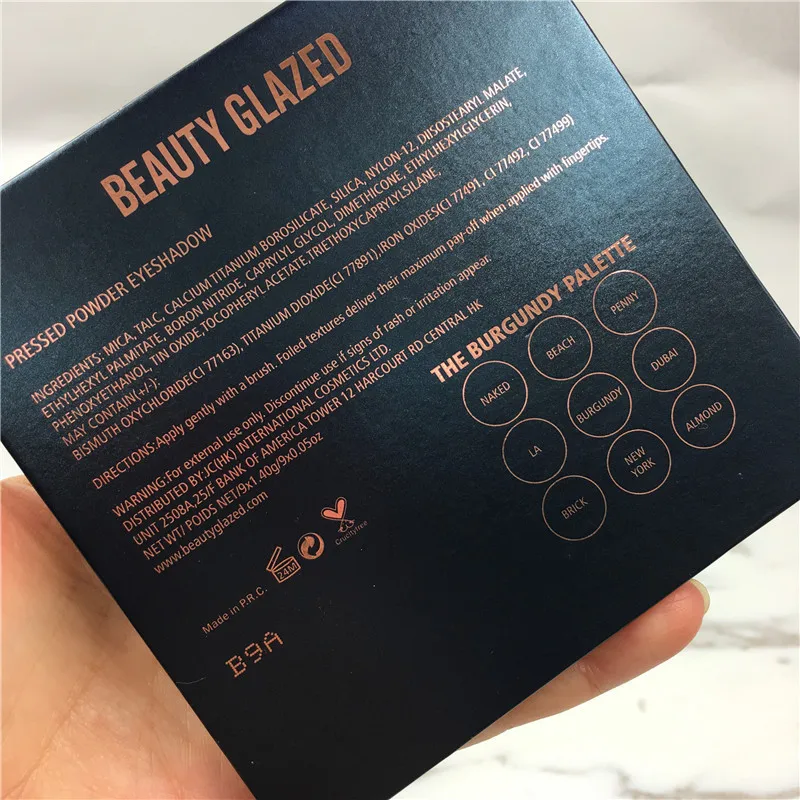 BEAUTY GLAZED
PRESSED POWDER EYESHADOW
INGREDIENTS: MICA, TALC, CALCIUM TITANIUM BOROSILICATE, SILICA, NYLON-12, DIISOSTEARYL MALATE,
ETHYLHEXYL PALMITATE, BORON NITRIDE, CAPRYLYL GLYCOL, DIMETHICONE, ETHYLHEXYLGLYCERIN,
PHENOXYETHANOL, TIN OXIDE,TOCOPHERYL ACETATE,TRIETHOXYCAPRYLYLSILANE,
MAY CONTAIN(+/-):
BISMUTH OXYCHLORIDE(CI 77163), TITANIUM DIOXIDE(CI 77891),IRON OXIDES(CI 77491, CI 77492, CI 77499)
DIRECTIONS:Apply gently with a brush. Foiled textures deliver their maximum pay-off when applied with fingertips.
WARNING:For external use only. Discontinue use if signs of rash or irritation appear.
DISTRIBUTED BY:JC(HK) INTERNATIONAL COSMETICS LTD.
UNIT 2508A,25/F BANK OF AMERICA TOWER 12 HARCOURT RD CENTRAL HK
NET WT POIDS NET/9x1.40g/9x0.05oz
www.beautyglazed.com
24M
Crueltyfree
Made in P.R.C.
B9A
THE BURGUNDY PALETTE
NAKED
BEACH
PENNY
LA
BURGUNDY
DUBAI
BRICK
NEW
YORK
ALMOND